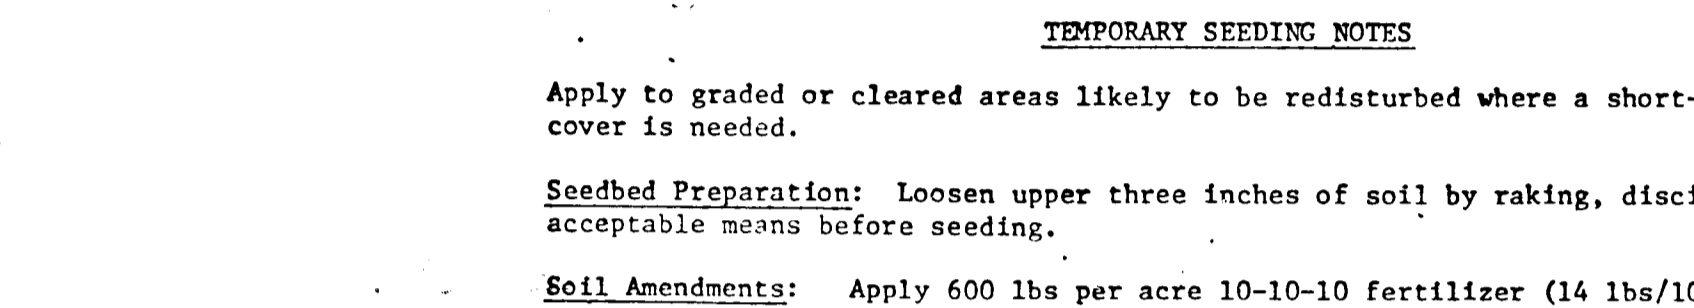 TEMPORARY SEEDING NOTES
Apply to graded or cleared areas likely to be redisturbed where a short-
cover is needed.
Seedbed Preparation: Loosen upper three inches of soil by raking, disci
acceptable means before seeding.
Soil Amendments: Apply 600 lbs per acre 10-10-10 fertilizer (14 lbs/10